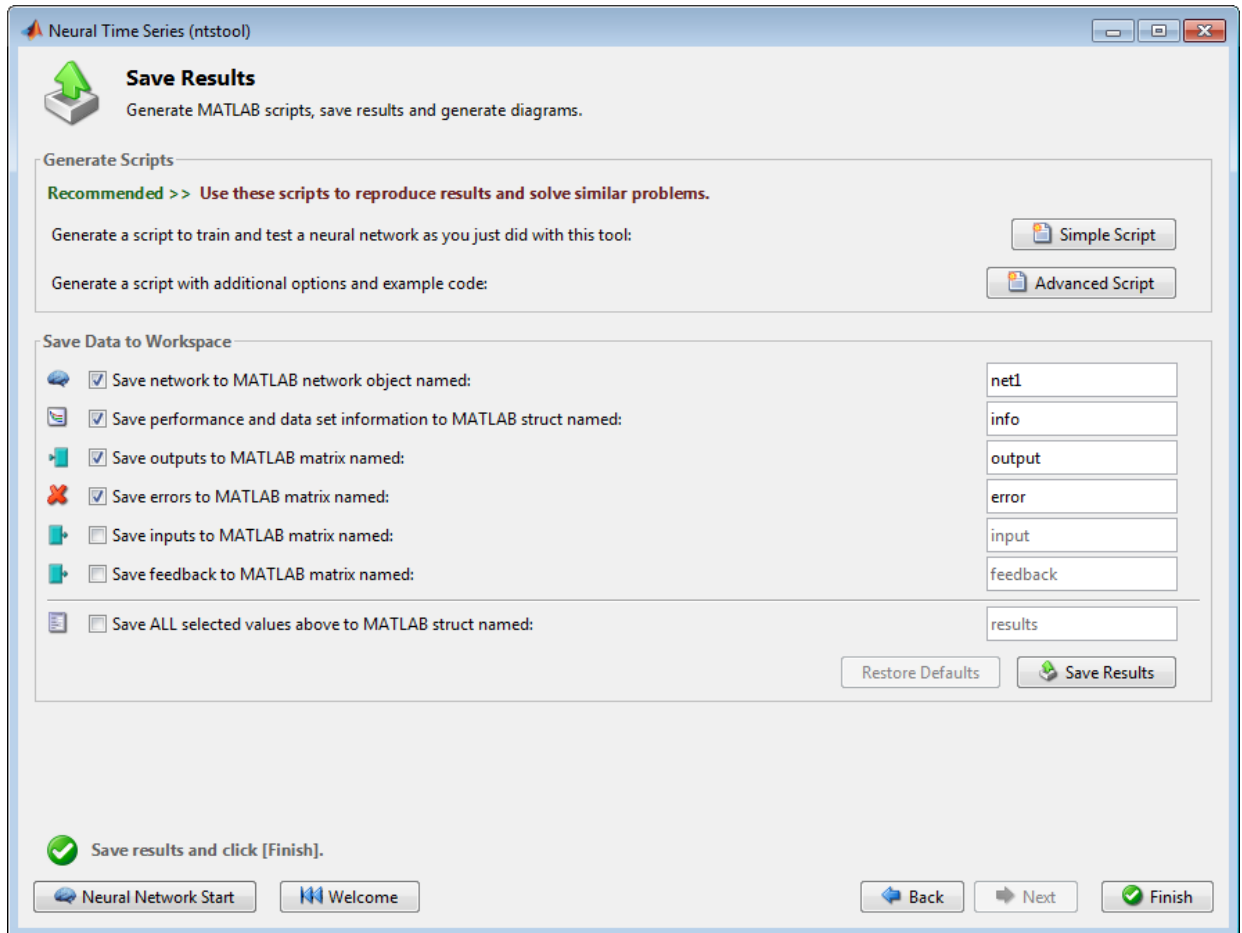 Neural Time Series (ntstool)
Save Results
Generate MATLAB scripts, save results and generate diagrams.
Generate Scripts
Recommended >> Use these scripts to reproduce results and solve similar problems.
Generate a script to train and test a neural network as you just did with this tool: Simple Script
Generate a script with additional options and example code: Advanced Script
Save Data to Workspace
Save network to MATLAB network object named: net1
Save performance and data set information to MATLAB struct named: info
Save outputs to MATLAB matrix named: output
Save errors to MATLAB matrix named: error
Save inputs to MATLAB matrix named: input
Save feedback to MATLAB matrix named: feedback
Save ALL selected values above to MATLAB struct named: results
Restore Defaults Save Results
Save results and click [Finish].
Neural Network Start Welcome Back Next Finish